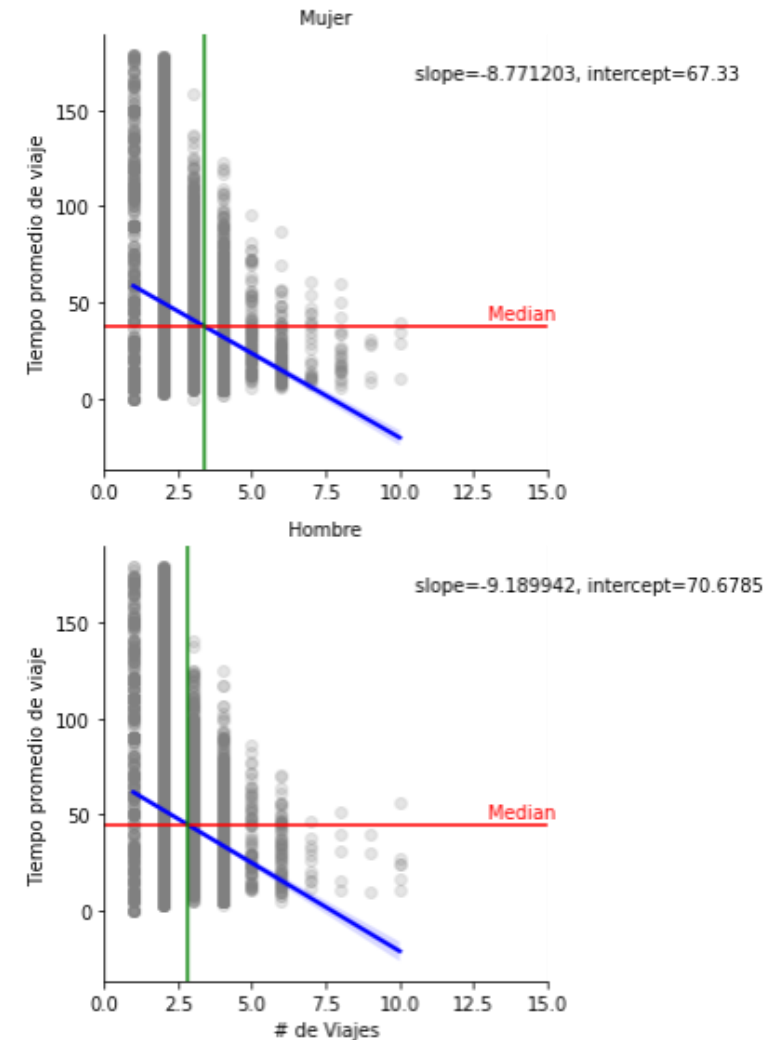 Mujer
slope=-8.771203, intercept=67.33
150
100
50
0
Tiempo promedio de viaje
Median
0.0 2.5 5.0 7.5 10.0 12.5 15.0
Hombre
slope=-9.189942, intercept=70.6785
150
100
50
0
Tiempo promedio de viaje
Median
0.0 2.5 5.0 7.5 10.0 12.5 15.0
# de Viajes